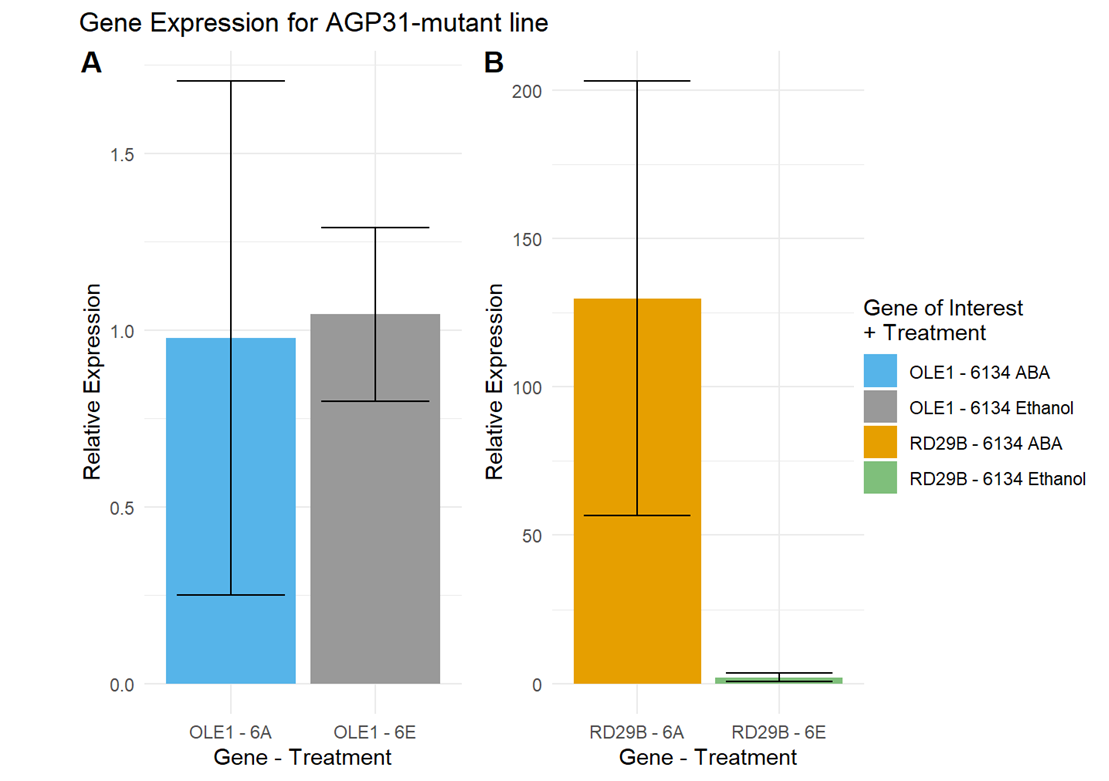 Gene Expression for AGP31-mutant line
A
Relative Expression
1.5
1.0
0.5
0.0
OLE1 - 6A
OLE1 - 6E
Gene - Treatment
B
Relative Expression
200
150
100
50
0
RD29B - 6A
RD29B - 6E
Gene - Treatment
Gene of Interest
+ Treatment
OLE1 - 6134 ABA
OLE1 - 6134 Ethanol
RD29B - 6134 ABA
RD29B - 6134 Ethanol